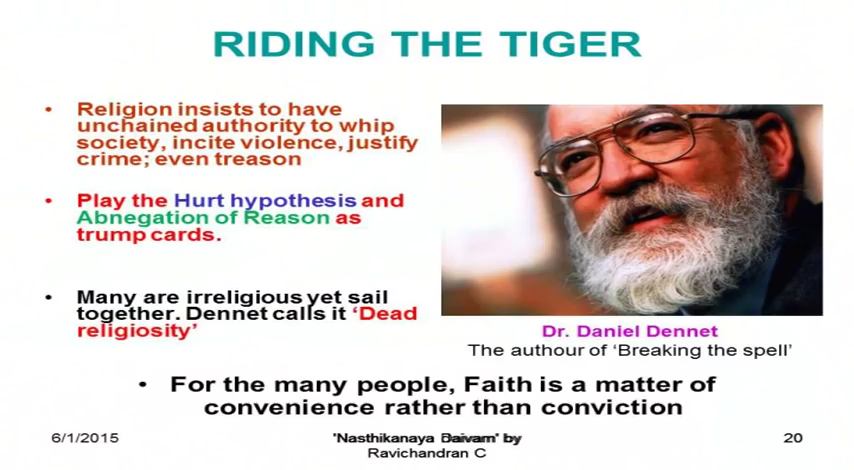 RIDING THE TIGER
• Religion insists to have
unchained authority to whip
society, incite violence, justify
crime; even treason
• Play the Hurt hypothesis and
Abnegation of Reason as
trump cards.
• Many are irreligious yet sail
together. Dennet calls it ‘Dead
religiosity’
Dr. Daniel Dennet
The authour of ‘Breaking the spell’
• For the many people, Faith is a matter of
convenience rather than conviction
6/1/2015
'Nasthikanaya Daivam' by
Ravichandran C
20